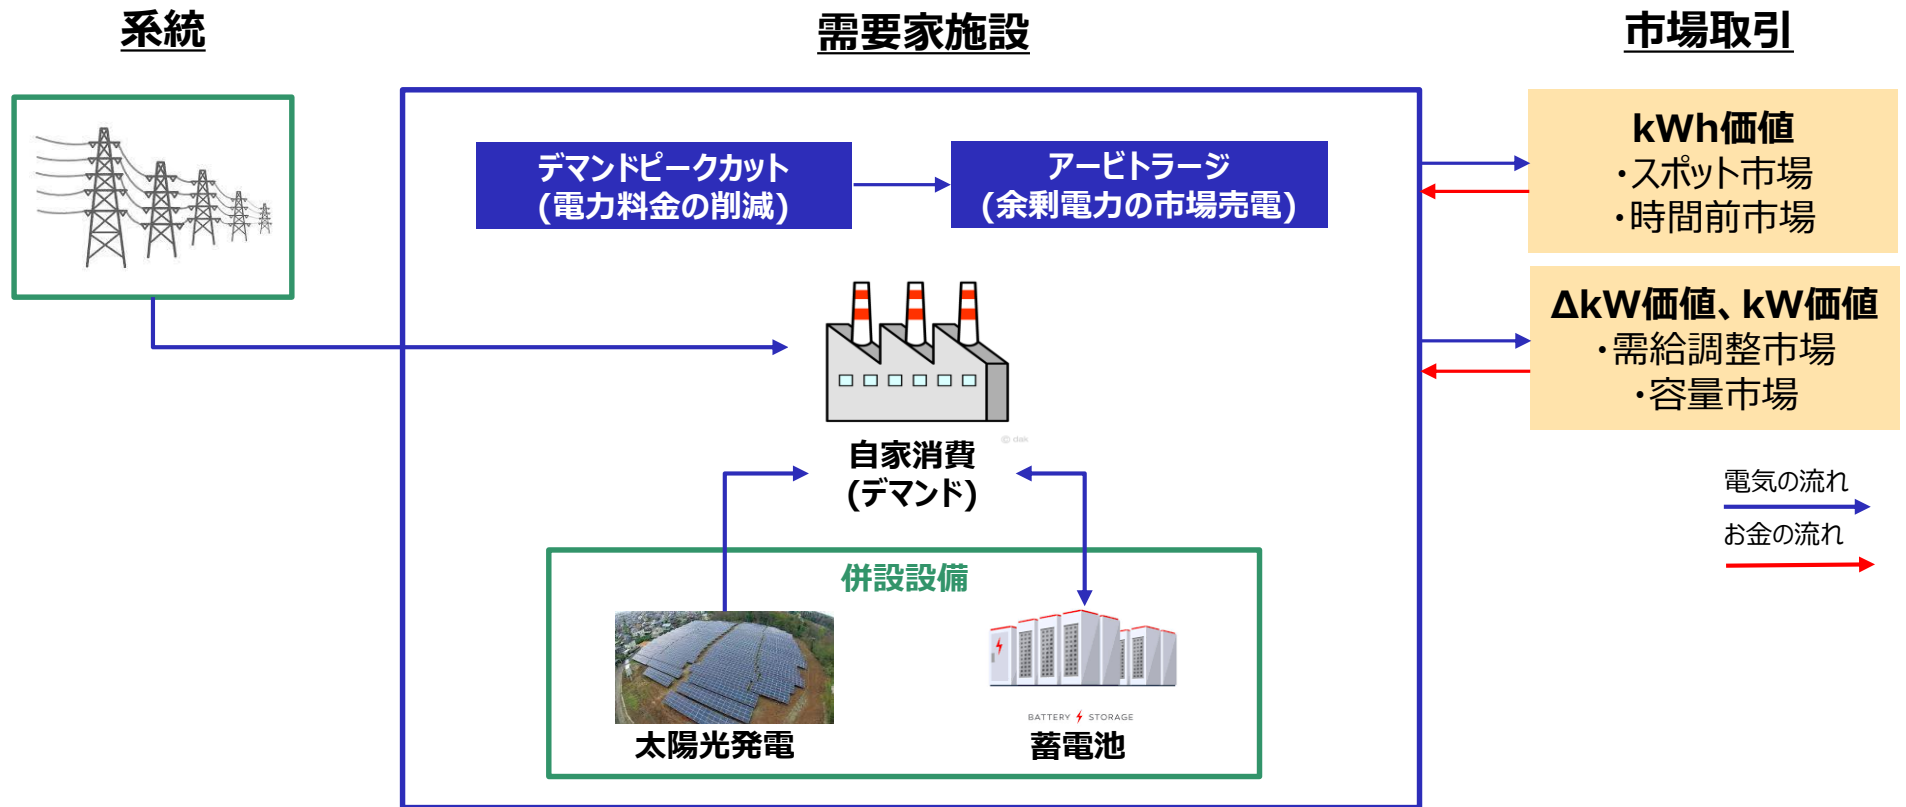 系統
需要家施設
市場取引
デマンドピークカット
(電力料金の削減)
アービトラージ
(余剰電力の市場売電)
kWh価値
・スポット市場
・時間前市場
ΔkW価値、kW価値
・需給調整市場
・容量市場
© dak
自家消費
(デマンド)
電気の流れ
お金の流れ
併設設備
BATTERY STORAGE
太陽光発電
蓄電池